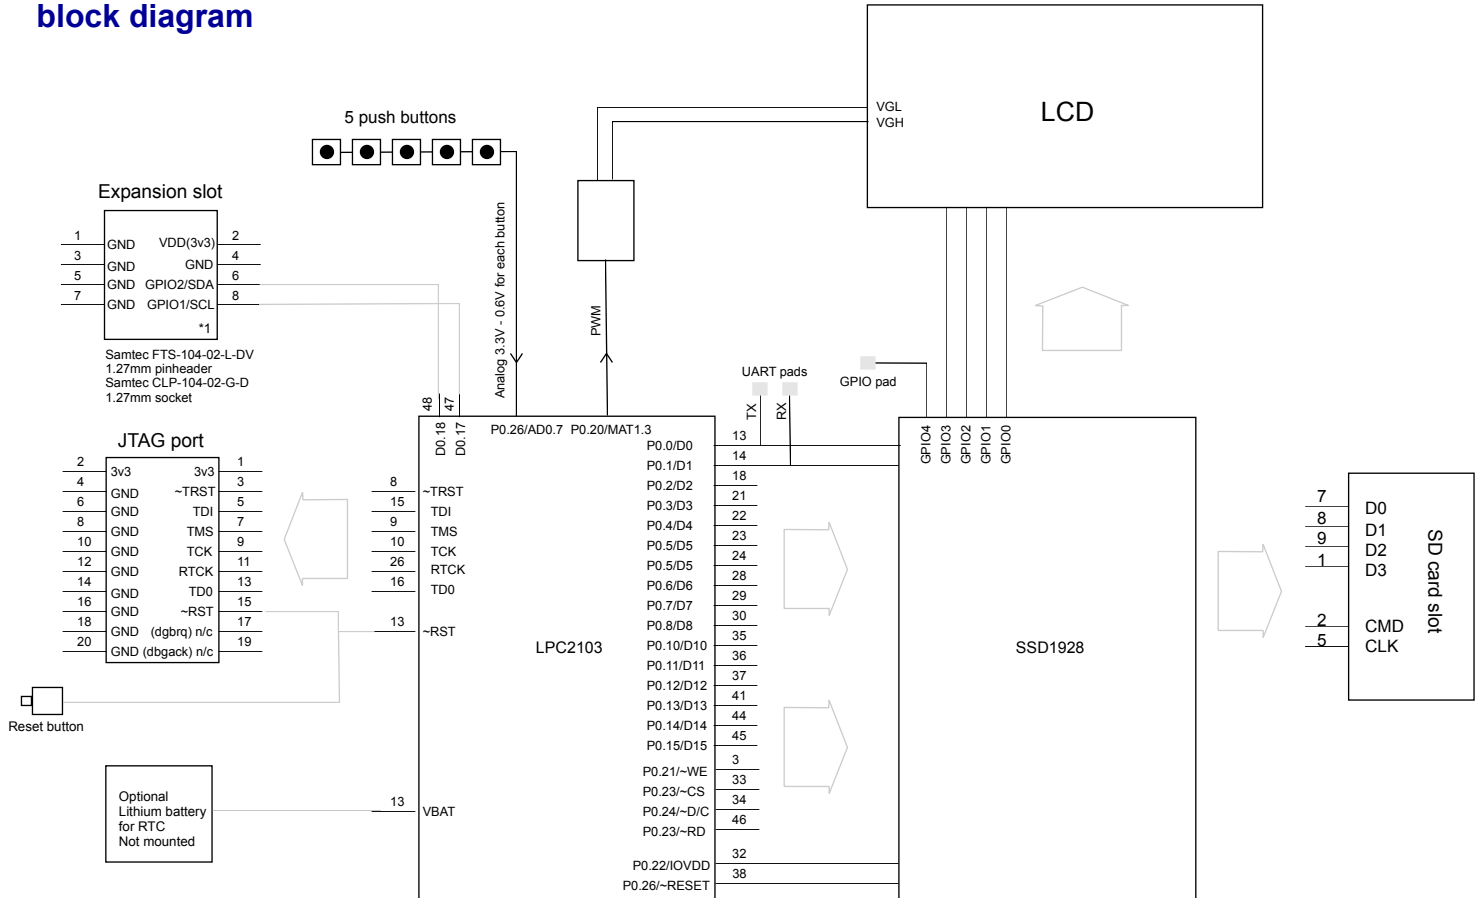 block diagram
5 push buttons
Expansion slot
1 GND VDD(3v3) 2
3 GND GND 4
5 GND GPIO2/SDA 6
7 GND GPIO1/SCL 8
*1
Samtec FTS-104-02-L-DV
1.27mm pinheader
Samtec CLP-104-02-G-D
1.27mm socket
JTAG port
2 3v3 3v3 1
4 GND ~TRST 3
6 GND TDI 5
8 GND TMS 7
10 GND TCK 9
12 GND RTCK 11
14 GND TD0 13
16 GND ~RST 15
18 GND (dgbrq) n/c 17
20 GND (dbgack) n/c 19
Reset button
Optional
Lithium battery
for RTC
Not mounted
Analog 3.3V - 0.6V for each button
PWM
VGL
VGH
LCD
48 47
D0.18
D0.17
P0.26/AD0.7 P0.20/MAT1.3
8 ~TRST
15 TDI
9 TMS
10 TCK
26 RTCK
16 TD0
13 ~RST
13 VBAT
LPC2103
UART pads
TX
RX
GPIO pad
P0.0/D0 13
P0.1/D1 14
P0.2/D2 18
P0.3/D3 21
P0.4/D4 22
P0.5/D5 23
P0.5/D5 24
P0.6/D6 28
P0.7/D7 29
P0.8/D8 30
P0.10/D10 35
P0.11/D11 36
P0.12/D12 37
P0.13/D13 41
P0.14/D14 44
P0.15/D15 45
P0.21/~WE 3
P0.23/~CS 33
P0.24/~D/C 34
P0.23/~RD 46
P0.22/IOVDD 32
P0.26/~RESET 38
GPIO4
GPIO3
GPIO2
GPIO1
GPIO0
SSD1928
7 D0
8 D1
9 D2
1 D3
2 CMD
5 CLK
SD card slot